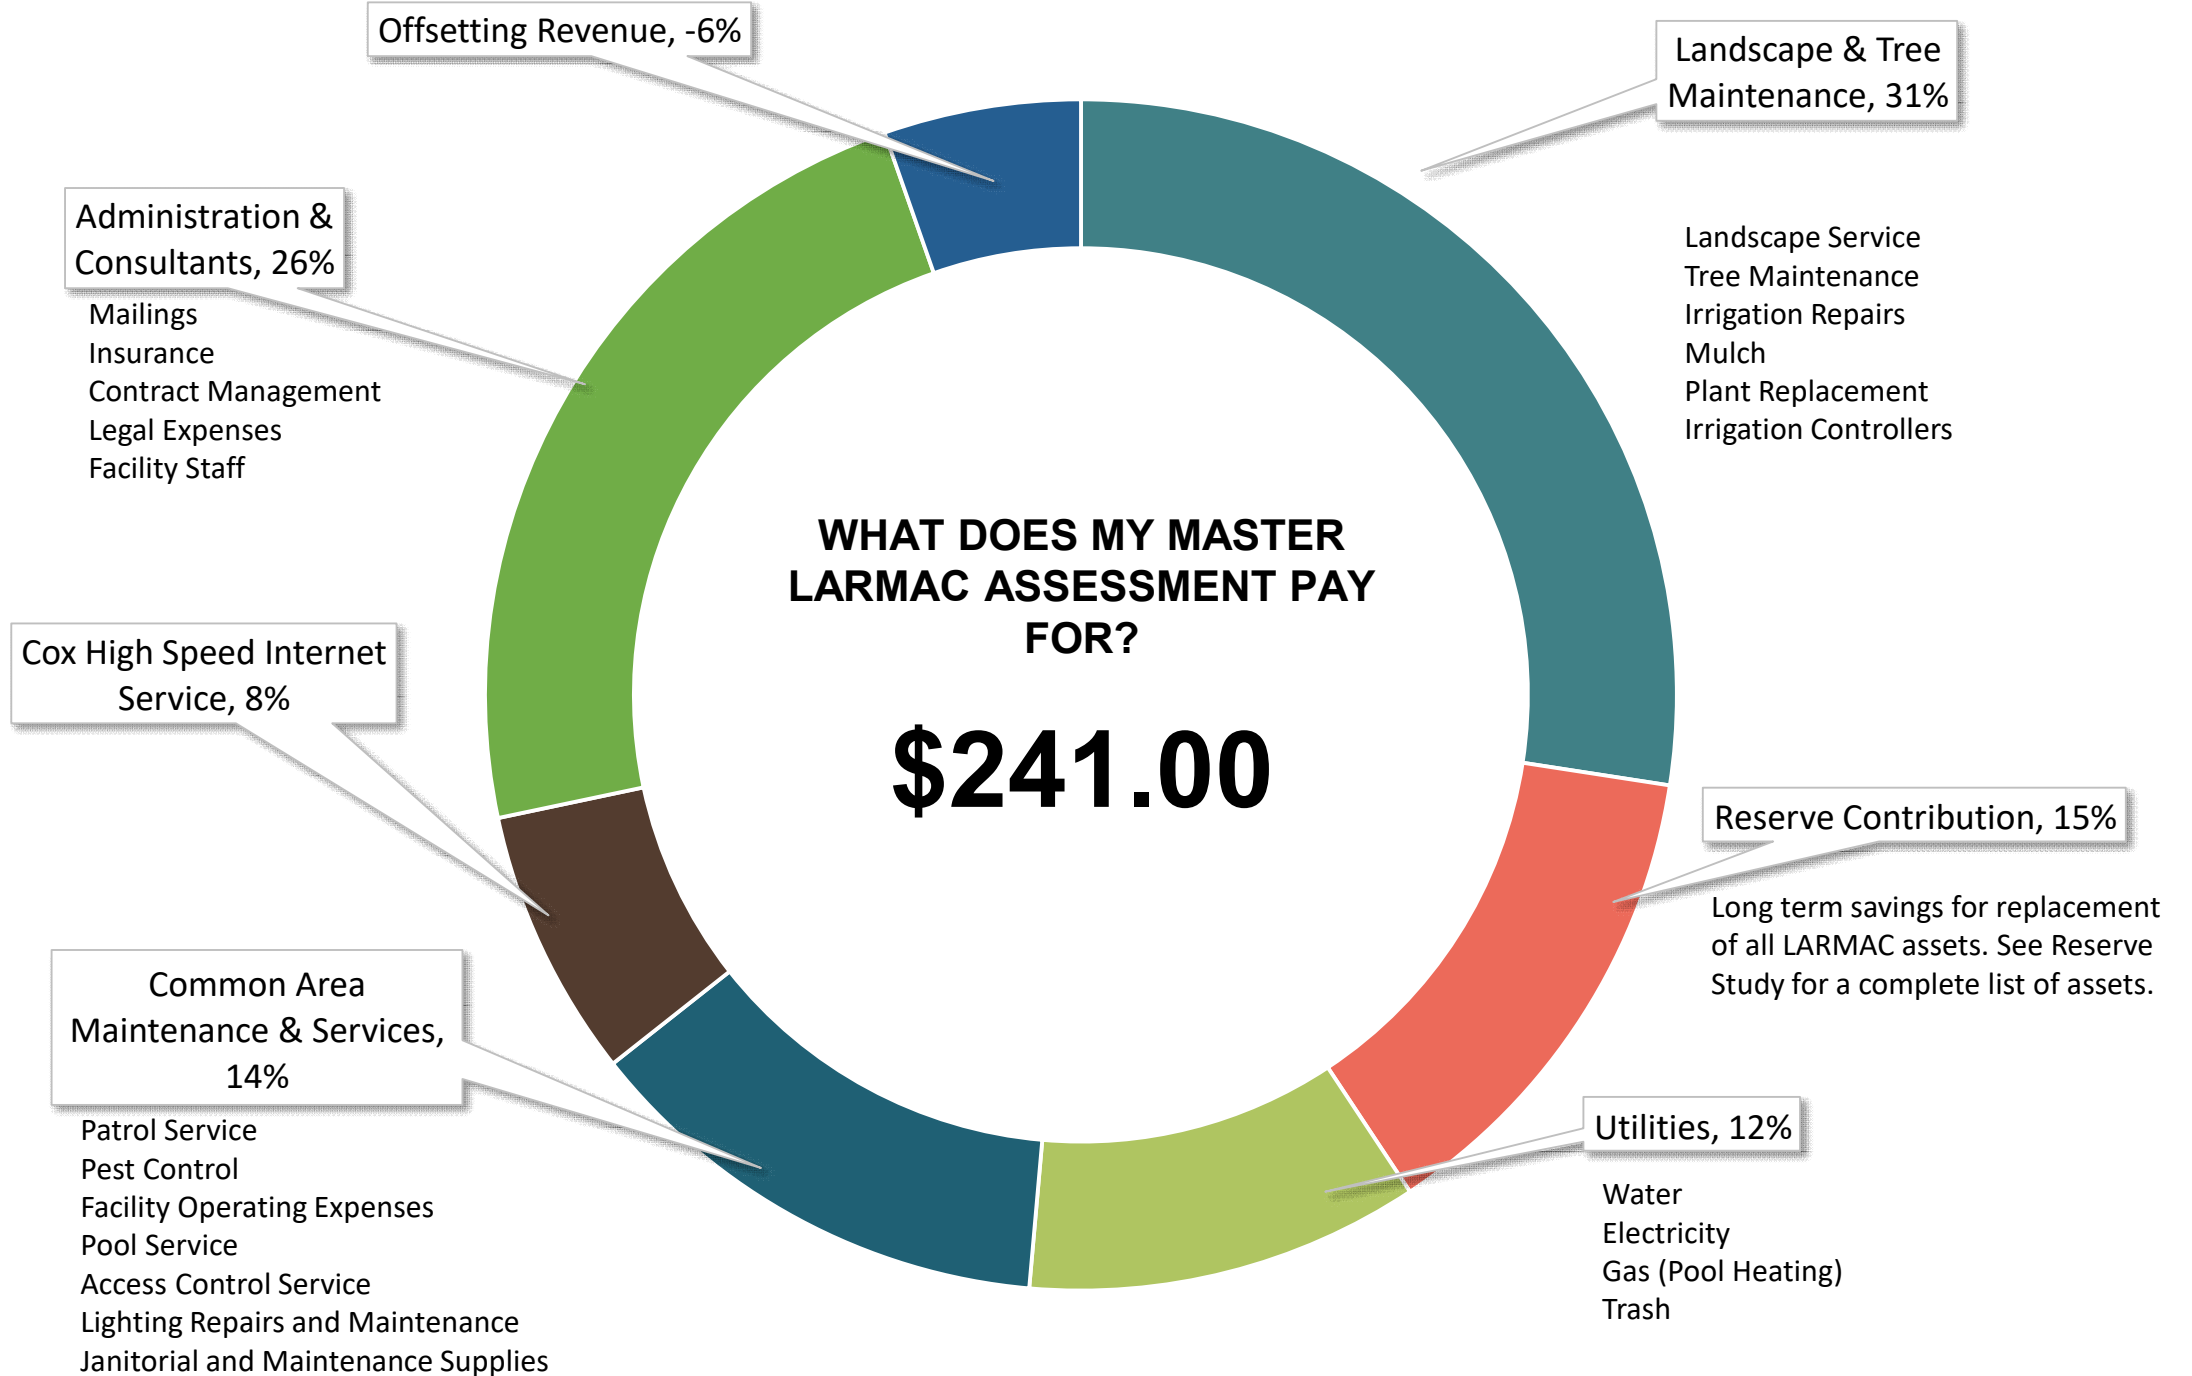 Offsetting Revenue, -6%
Landscape & Tree
Maintenance, 31%
Landscape Service
Tree Maintenance
Irrigation Repairs
Mulch
Plant Replacement
Irrigation Controllers
Administration &
Consultants, 26%
Mailings
Insurance
Contract Management
Legal Expenses
Facility Staff
WHAT DOES MY MASTER
LARMAC ASSESSMENT PAY
FOR?
$241.00
Cox High Speed Internet
Service, 8%
Reserve Contribution, 15%
Long term savings for replacement
of all LARMAC assets. See Reserve
Study for a complete list of assets.
Common Area
Maintenance & Services,
14%
Patrol Service
Pest Control
Facility Operating Expenses
Pool Service
Access Control Service
Lighting Repairs and Maintenance
Janitorial and Maintenance Supplies
Utilities, 12%
Water
Electricity
Gas (Pool Heating)
Trash